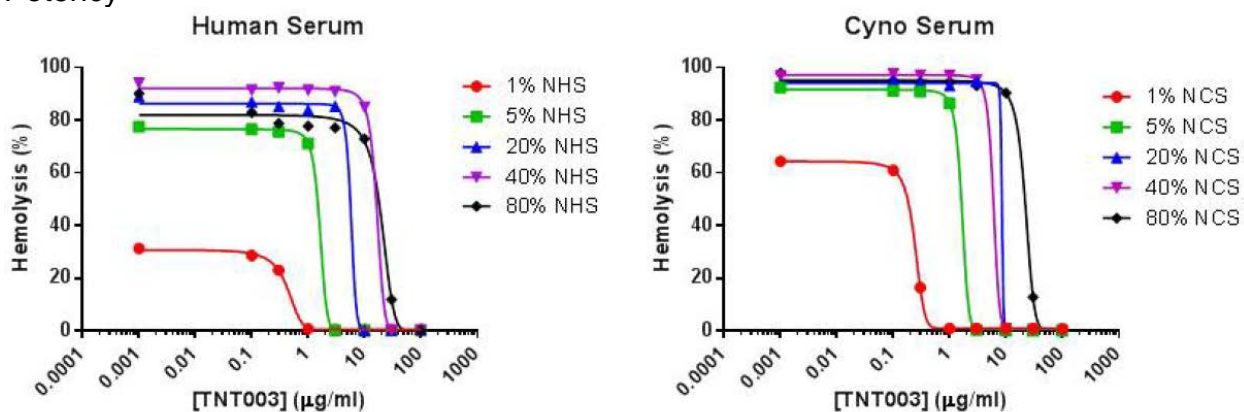 Potency
Human Serum
Hemolysis (%)
100
80
60
40
20
0
0.0001
0.001
0.01
0.1
1
10
100
1000
[TNT003] (µg/ml)
1% NHS
5% NHS
20% NHS
40% NHS
80% NHS
Cyno Serum
Hemolysis (%)
100
80
60
40
20
0
0.0001
0.001
0.01
0.1
1
10
100
1000
[TNT003] (µg/ml)
1% NCS
5% NCS
20% NCS
40% NCS
80% NCS